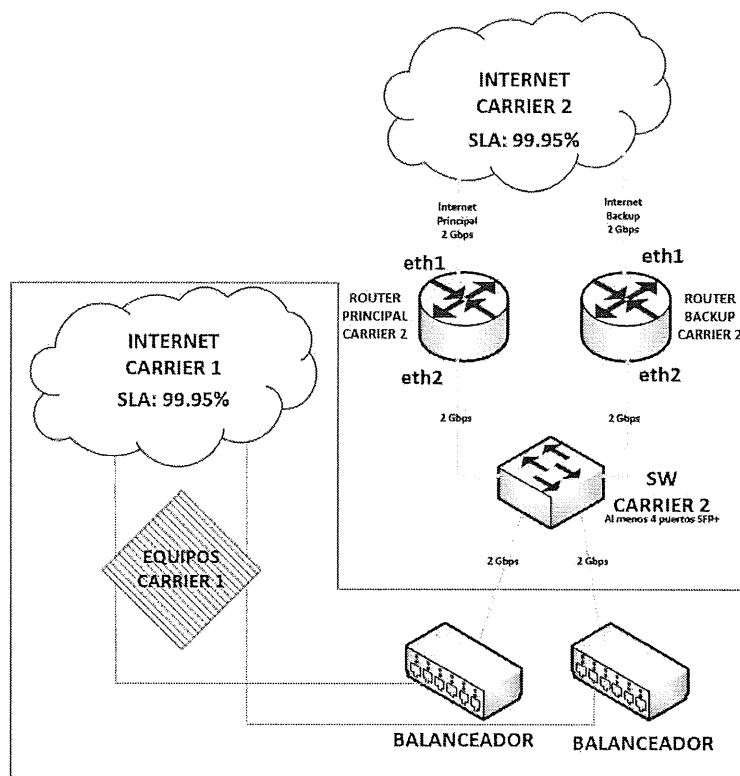 INTERNET
CARRIER 2
SLA: 99.95%
Internet
Principal
2 Gbps
Internet
Backup
2 Gbps
eth1
eth1
ROUTER
PRINCIPAL
CARRIER 2
ROUTER
BACKUP
CARRIER 2
eth2
eth2
INTERNET
CARRIER 1
SLA: 99.95%
2 Gbps
2 Gbps
SW
CARRIER 2
Al menos 4 puertos SFP+
EQUIPOS
CARRIER 1
2 Gbps
2 Gbps
BALANCEADOR
BALANCEADOR